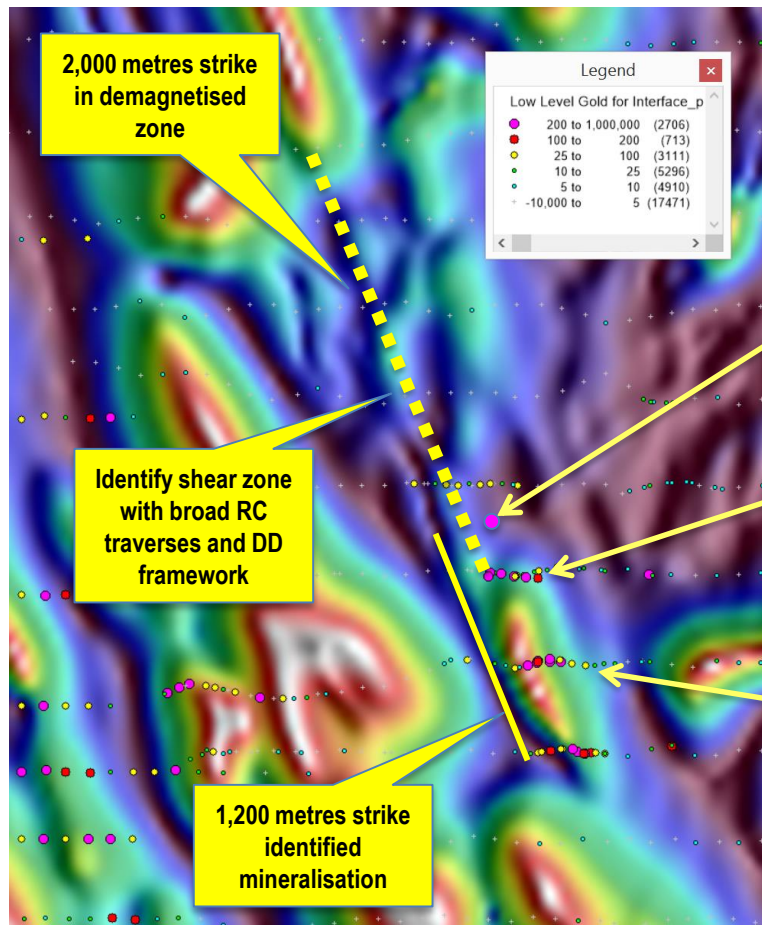 2,000 metres strike
in demagnetised
zone
Legend
Low Level Gold for Interface_p
200 to 1,000,000 (2706)
100 to 200 (713)
25 to 100 (3111)
10 to 25 (5296)
5 to 10 (4910)
-10,000 to 5 (17471)
Identify shear zone
with broad RC
traverses and DD
framework
1,200 metres strike
identified
mineralisation